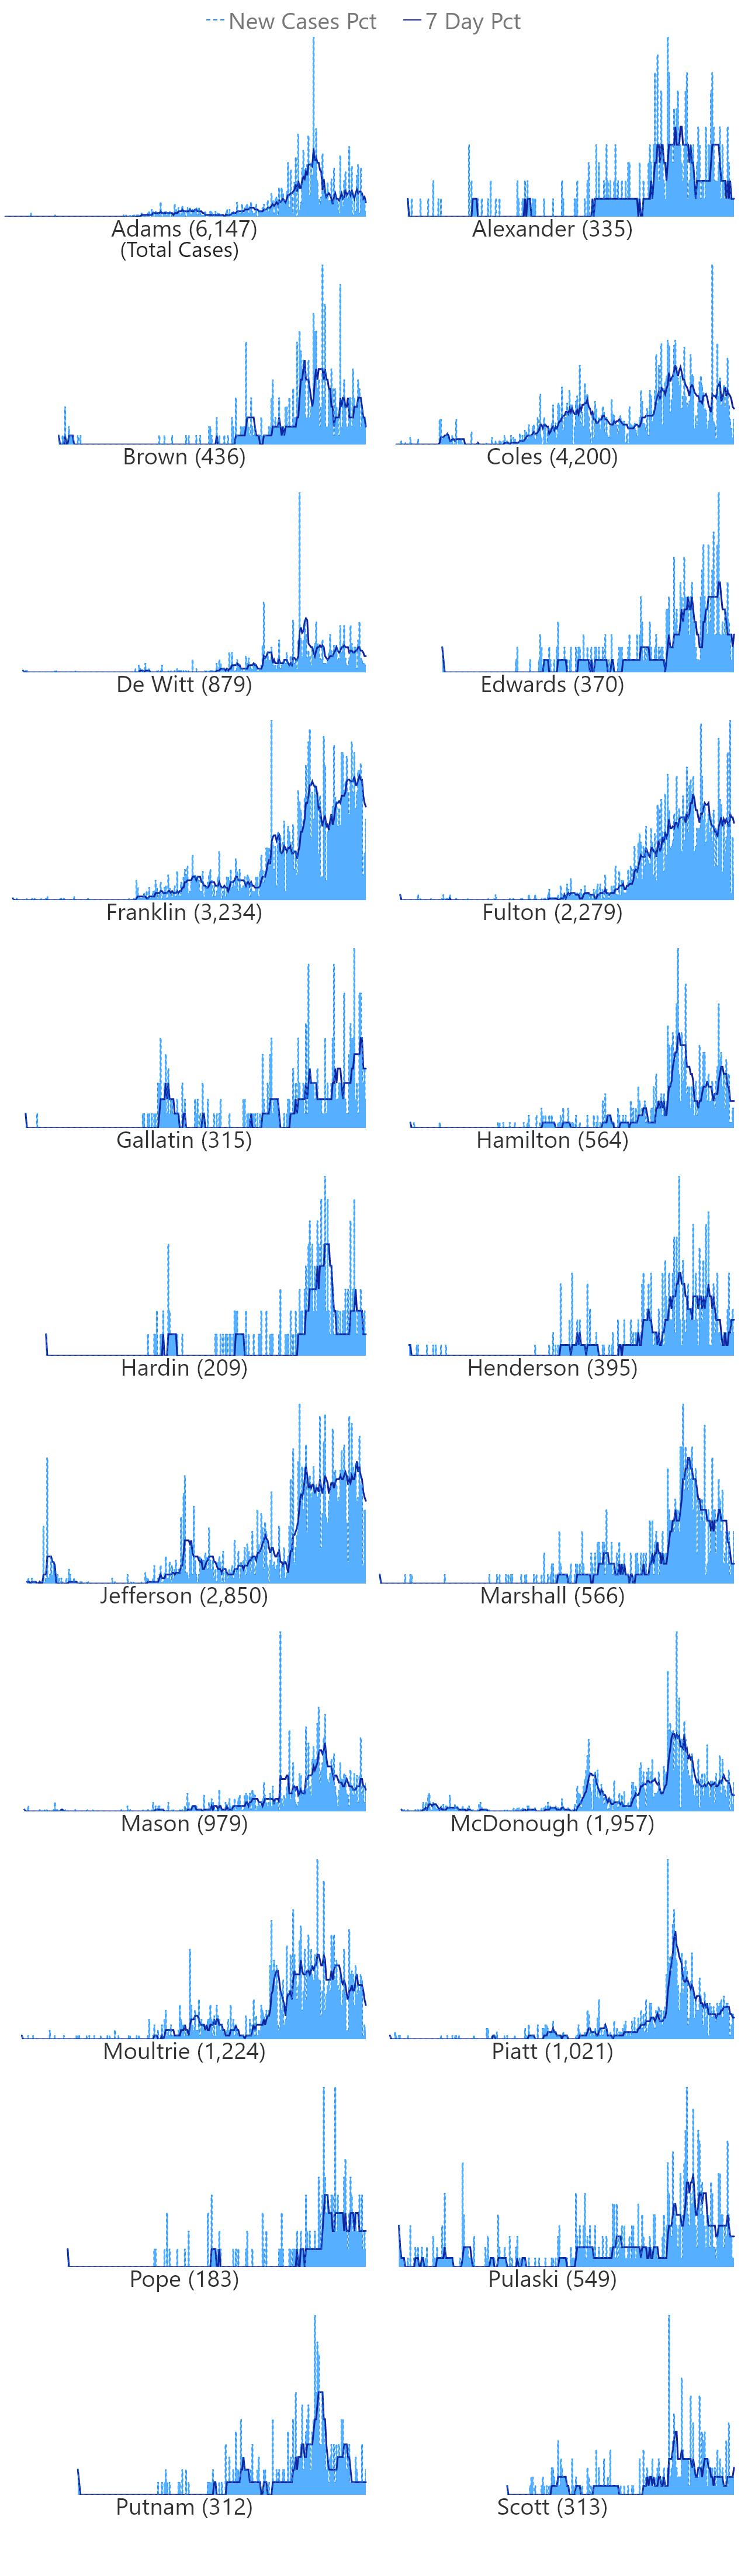 New Cases Pct 7 Day Pct
Adams (6,147) Alexander (335)
(Total Cases)
Brown (436) Coles (4,200)
De Witt (879) Edwards (370)
Franklin (3,234) Fulton (2,279)
Gallatin (315) Hamilton (564)
Hardin (209) Henderson (395)
Jefferson (2,850) Marshall (566)
Mason (979) McDonough (1,957)
Moultrie (1,224) Piatt (1,021)
Pope (183) Pulaski (549)
Putnam (312) Scott (313)